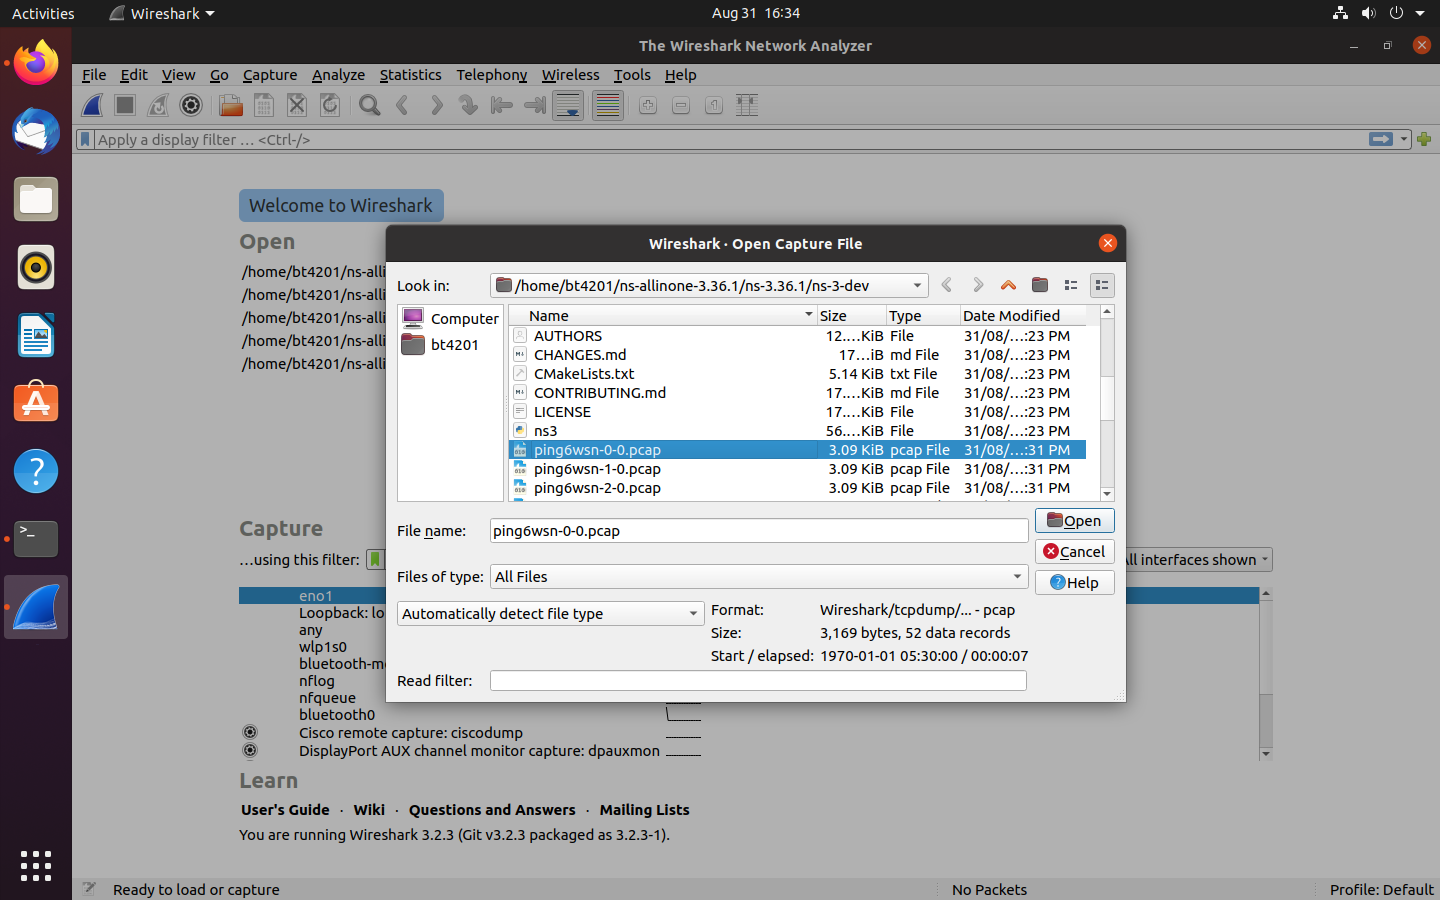 Activities
Wireshark
Aug 31 16:34
The Wireshark Network Analyzer
File Edit View Go Capture Analyze Statistics Telephony Wireless Tools Help
Apply a display filter … <Ctrl-/>
Welcome to Wireshark
Open
/home/bt4201/ns-alli
/home/bt4201/ns-alli
/home/bt4201/ns-alli
/home/bt4201/ns-alli
/home/bt4201/ns-alli
Wireshark · Open Capture File
Look in: /home/bt4201/ns-allinone-3.36.1/ns-3.36.1/ns-3-dev
Computer
bt4201
Name Size Type Date Modified
AUTHORS 12.…KiB File 31/08/…:23 PM
CHANGES.md 17…iB md File 31/08/…:23 PM
CMakeLists.txt 5.14 KiB txt File 31/08/…:23 PM
CONTRIBUTING.md 17.…KiB md File 31/08/…:23 PM
LICENSE 17.…KiB File 31/08/…:23 PM
ns3 56.…KiB File 31/08/…:23 PM
ping6wsn-0-0.pcap 3.09 KiB pcap File 31/08/…:31 PM
ping6wsn-1-0.pcap 3.09 KiB pcap File 31/08/…:31 PM
ping6wsn-2-0.pcap 3.09 KiB pcap File 31/08/…:31 PM
File name: ping6wsn-0-0.pcap
Open
Cancel
Files of type: All Files
Help
Automatically detect file type
Format: Wireshark/tcpdump/... - pcap
Size: 3,169 bytes, 52 data records
Start / elapsed: 1970-01-01 05:30:00 / 00:00:07
Read filter:
Capture
…using this filter:
All interfaces shown
eno1
Loopback: lo
any
wlp1s0
bluetooth-m
nflog
nfqueue
bluetooth0
Cisco remote capture: ciscodump
DisplayPort AUX channel monitor capture: dpauxmon
Learn
User's Guide · Wiki · Questions and Answers · Mailing Lists
You are running Wireshark 3.2.3 (Git v3.2.3 packaged as 3.2.3-1).
Ready to load or capture
No Packets
Profile: Default